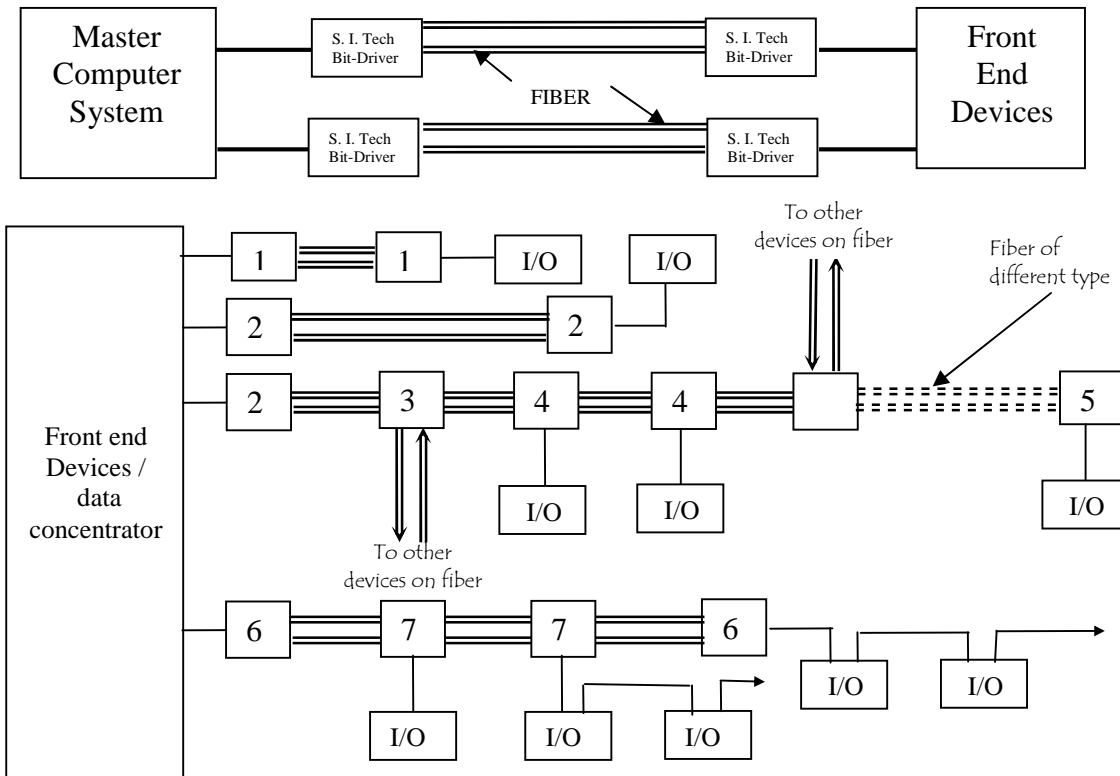 Master
Computer
System
S. I. Tech
Bit-Driver
S. I. Tech
Bit-Driver
Front
End
Devices
FIBER
S. I. Tech
Bit-Driver
S. I. Tech
Bit-Driver
To other
devices on fiber
Fiber of
different type
1
1
I/O
I/O
2
2
2
3
4
4
5
I/O
I/O
I/O
Front end
Devices /
data
concentrator
To other
devices on fiber
6
7
7
6
I/O
I/O
I/O
I/O
I/O